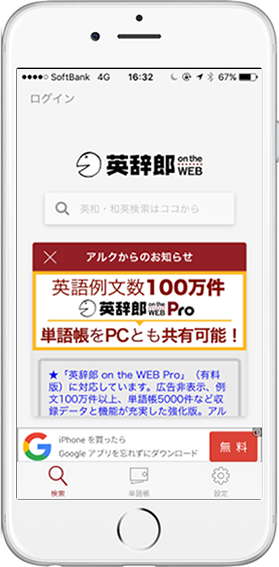 SoftBank 4G 16:32 67%
ログイン
英辞郎 on the WEB
英和・和英検索はココから
アルクからのお知らせ
英語例文数100万件
英辞郎 on the WEB Pro
単語帳をPCとも共有可能！
★「英辞郎 on the WEB Pro」（有料
版）に対応しています。広告非表示、例
文100万件以上、単語帳5000件など収
録データと機能が充実した強化版。アル
iPhone を買ったら
Google アプリを忘れずにダウンロード
無料
検索 単語帳 設定